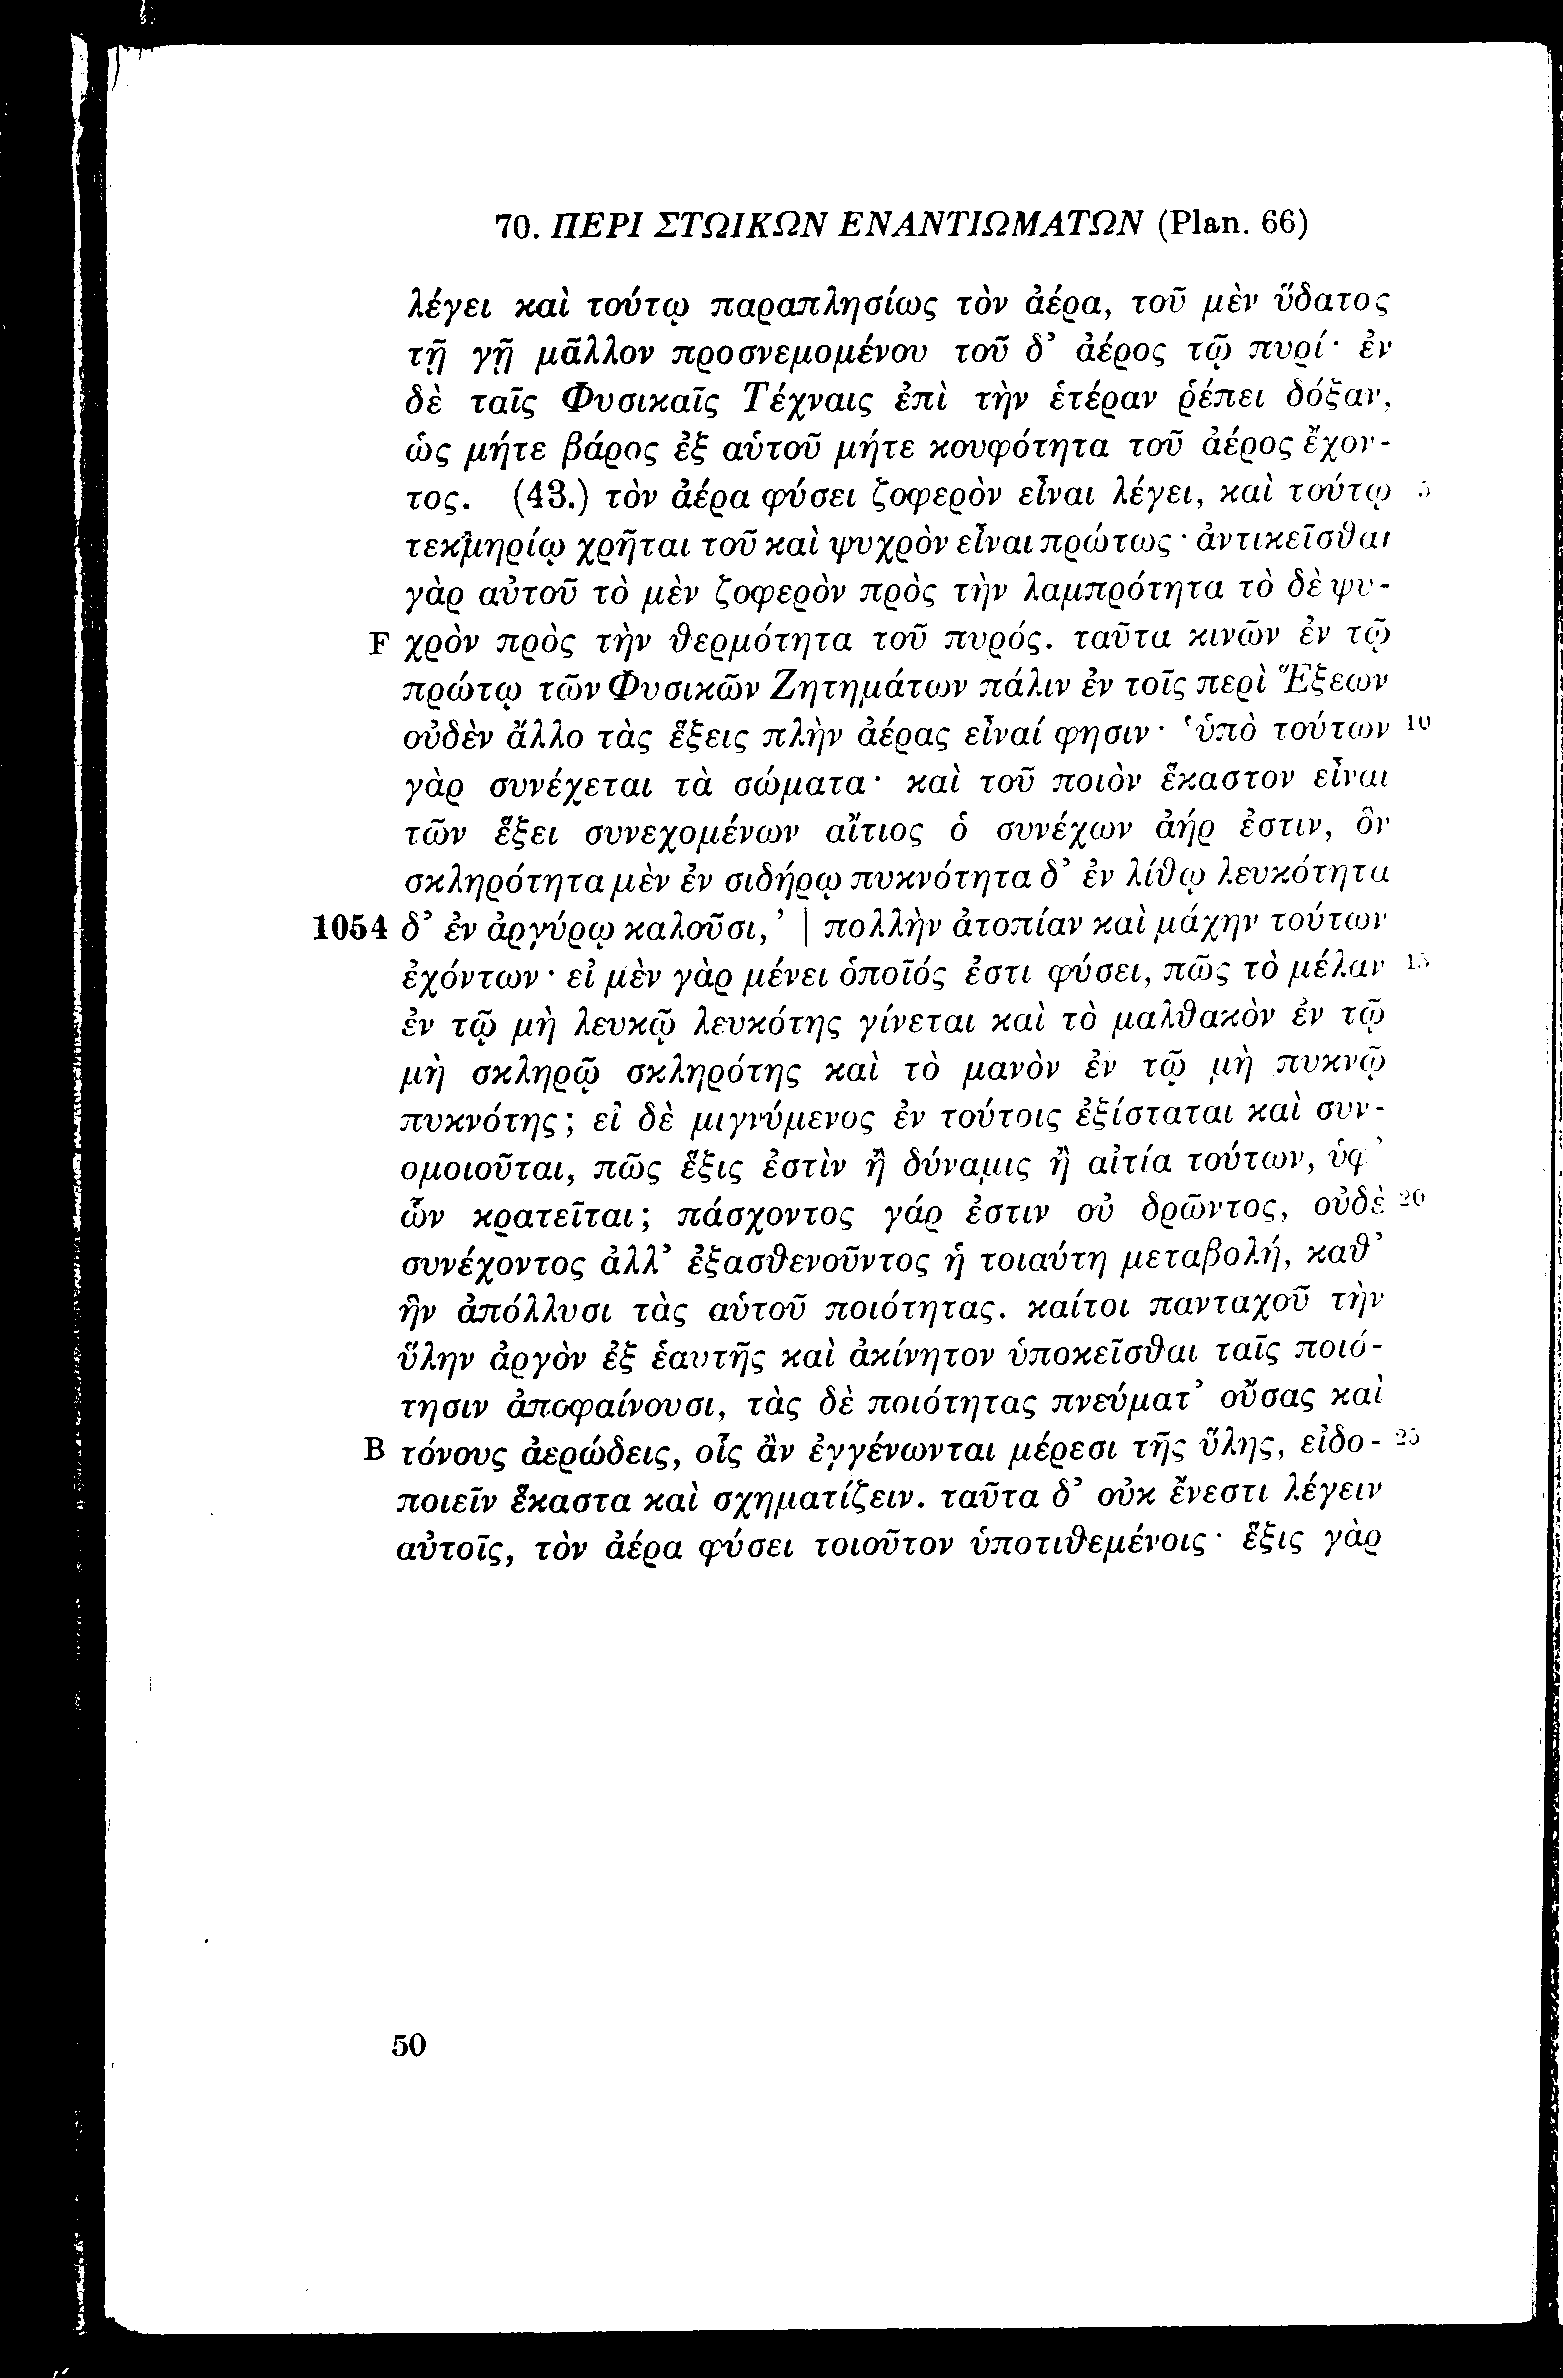 70. ΠΕΡΙ ΣΤΩΙΚΩΝ ΕΝΑΝΤΙΩΜΑΤΩΝ (Plan. 66)
λέγει καὶ τούτῳ παραπλησίως τὸν ἀέρα, τοῦ μὲν ὕδατος
τῇ γῇ μᾶλλον προσνεμομένου τοῦ δ’ ἀέρος τῷ πυρί· ἐν
δὲ ταῖς Φυσικαῖς Τέχναις ἐπὶ τὴν ἑτέραν ῥέπει δόξαν,
ὡς μήτε βάρος ἐξ αὑτοῦ μήτε κουφότητα τοῦ ἀέρος ἔχον-
τος. (43.) τὸν ἀέρα φύσει ζοφερὸν εἶναι λέγει, καὶ τούτῳ 5
τεκμηρίῳ χρῆται τοῦ καὶ ψυχρὸν εἶναι πρώτως· ἀντικεῖσθαι
γὰρ αὐτοῦ τὸ μὲν ζοφερὸν πρὸς τὴν λαμπρότητα τὸ δὲ ψυ-
F χρὸν πρὸς τὴν θερμότητα τοῦ πυρός. ταῦτα κινῶν ἐν τῷ
πρώτῳ τῶν Φυσικῶν Ζητημάτων πάλιν ἐν τοῖς περὶ Ἕξεων
οὐδὲν ἄλλο τὰς ἕξεις πλὴν ἀέρας εἶναί φησιν· ‘ὑπὸ τούτων 10
γὰρ συνέχεται τὰ σώματα· καὶ τοῦ ποιὸν ἕκαστον εἶναι
τῶν ἕξει συνεχομένων αἴτιος ὁ συνέχων ἀήρ ἐστιν, ὃν
σκληρότητα μὲν ἐν σιδήρῳ πυκνότητα δ’ ἐν λίθῳ λευκότητα
1054 δ’ ἐν ἀργύρῳ καλοῦσι,’ | πολλὴν ἀτοπίαν καὶ μάχην τούτων
ἐχόντων· εἰ μὲν γὰρ μένει ὁποῖός ἐστι φύσει, πῶς τὸ μέλαν 15
ἐν τῷ μὴ λευκῷ λευκότης γίνεται καὶ τὸ μαλθακὸν ἐν τῷ
μὴ σκληρῷ σκληρότης καὶ τὸ μανὸν ἐν τῷ μὴ πυκνῷ
πυκνότης; εἰ δὲ μιγνύμενος ἐν τούτοις ἐξίσταται καὶ συν-
ομοιοῦται, πῶς ἕξις ἐστὶν ἢ δύναμις ἢ αἰτία τούτων, ὑφ’
ὧν κρατεῖται; πάσχοντος γάρ ἐστιν οὐ δρῶντος, οὐδὲ 20
συνέχοντος ἀλλ’ ἐξασθενοῦντος ἡ τοιαύτη μεταβολή, καθ’
ἣν ἀπόλλυσι τὰς αὑτοῦ ποιότητας. καίτοι πανταχοῦ τὴν
ὕλην ἀργὸν ἐξ ἑαυτῆς καὶ ἀκίνητον ὑποκεῖσθαι ταῖς ποιό-
τησιν ἀποφαίνουσι, τὰς δὲ ποιότητας πνεύματ’ οὔσας καὶ
B τόνους ἀερώδεις, οἷς ἂν ἐγγένωνται μέρεσι τῆς ὕλης, εἰδο- 25
ποιεῖν ἕκαστα καὶ σχηματίζειν. ταῦτα δ’ οὐκ ἔνεστι λέγειν
αὐτοῖς, τὸν ἀέρα φύσει τοιοῦτον ὑποτιθεμένοις· ἕξις γὰρ
50